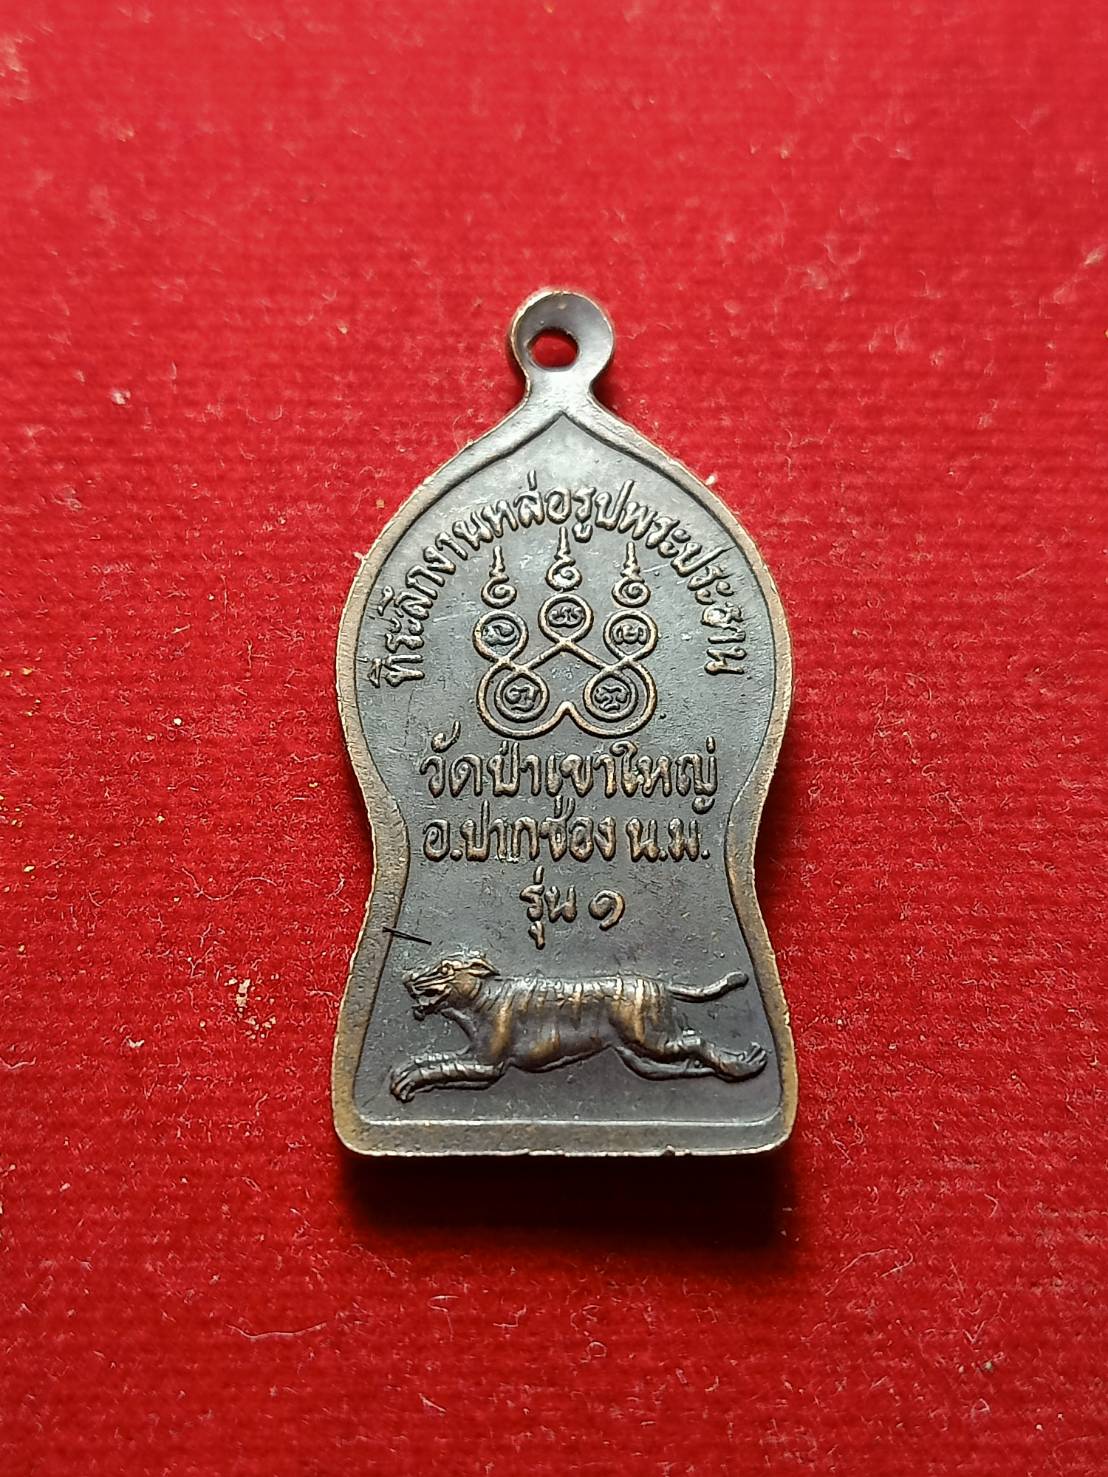 ที่ระลึกงานหล่อรูปพระประธาน
วัดป่าเขาใหญ่
อ.ปากช่อง น.ม.
รุ่น ๑